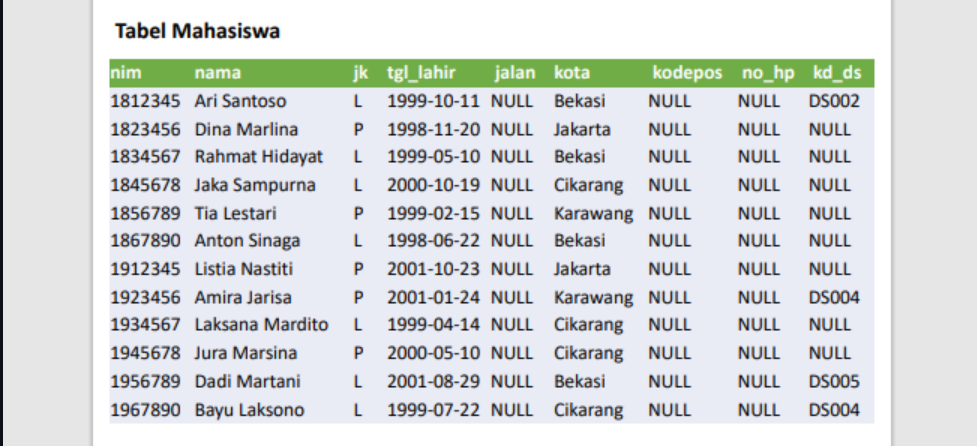 Tabel Mahasiswa
nim nama jk tgl_lahir jalan kota kodepos no_hp kd_ds
1812345 Ari Santoso L 1999-10-11 NULL Bekasi NULL NULL DS002
1823456 Dina Marlina P 1998-11-20 NULL Jakarta NULL NULL NULL
1834567 Rahmat Hidayat L 1999-05-10 NULL Bekasi NULL NULL NULL
1845678 Jaka Sampurna L 2000-10-19 NULL Cikarang NULL NULL NULL
1856789 Tia Lestari P 1999-02-15 NULL Karawang NULL NULL NULL
1867890 Anton Sinaga L 1998-06-22 NULL Bekasi NULL NULL NULL
1912345 Listia Nastiti P 2001-10-23 NULL Jakarta NULL NULL NULL
1923456 Amira Jarisa P 2001-01-24 NULL Karawang NULL NULL DS004
1934567 Laksana Mardito L 1999-04-14 NULL Cikarang NULL NULL NULL
1945678 Jura Marsina P 2000-05-10 NULL Cikarang NULL NULL NULL
1956789 Dadi Martani L 2001-08-29 NULL Bekasi NULL NULL DS005
1967890 Bayu Laksono L 1999-07-22 NULL Cikarang NULL NULL DS004